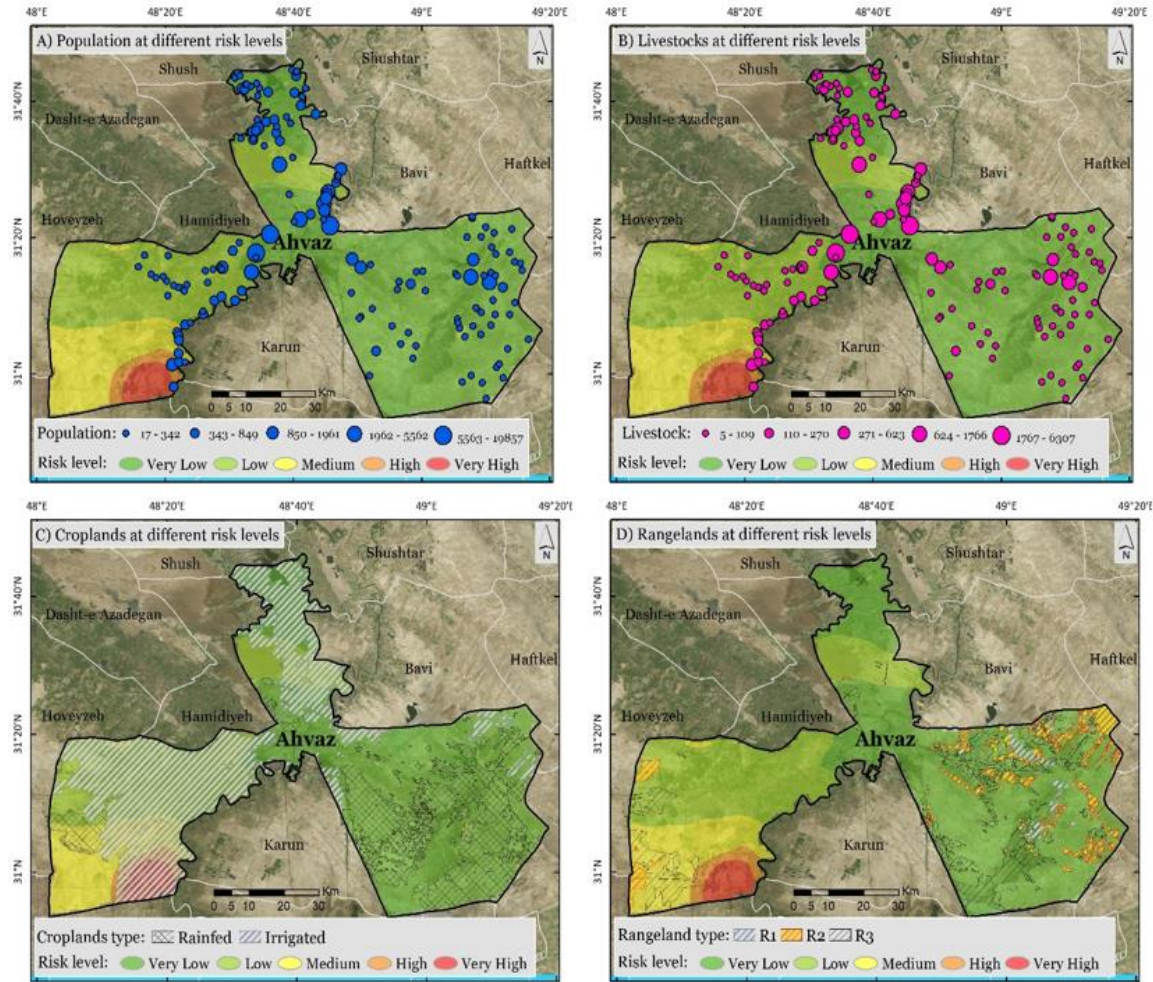 48°E 48°20'E 48°40'E 49°E 49°20'E
A) Population at different risk levels
N
Shush
Shushtar
31°40'N
Dasht-e Azadegan
Haftkel
Bavi
Hoveyzeh
Hamidiyeh
31°20'N
Ahvaz
Karun
31°N
0 5 10 20 30 Km
Population: 17 - 342 343 - 849 850 - 1961 1962 - 5562 5563 - 19857
Risk level: Very Low Low Medium High Very High
48°E 48°20'E 48°40'E 49°E 49°20'E
B) Livestocks at different risk levels
N
Shush
Shushtar
31°40'N
Dasht-e Azadegan
Haftkel
Bavi
Hoveyzeh
Hamidiyeh
31°20'N
Ahvaz
Karun
31°N
0 5 10 20 30 Km
Livestock: 5 - 109 110 - 270 271 - 623 624 - 1766 1767 - 6307
Risk level: Very Low Low Medium High Very High
48°E 48°20'E 48°40'E 49°E 49°20'E
C) Croplands at different risk levels
N
Shush
Shushtar
31°40'N
Dasht-e Azadegan
Haftkel
Bavi
Hoveyzeh
Hamidiyeh
31°20'N
Ahvaz
Karun
31°N
0 5 10 20 30 Km
Croplands type: Rainfed Irrigated
Risk level: Very Low Low Medium High Very High
48°E 48°20'E 48°40'E 49°E 49°20'E
D) Rangelands at different risk levels
N
Shush
Shushtar
31°40'N
Dasht-e Azadegan
Haftkel
Bavi
Hoveyzeh
Hamidiyeh
31°20'N
Ahvaz
Karun
31°N
0 5 10 20 30 Km
Rangeland type: R1 R2 R3
Risk level: Very Low Low Medium High Very High